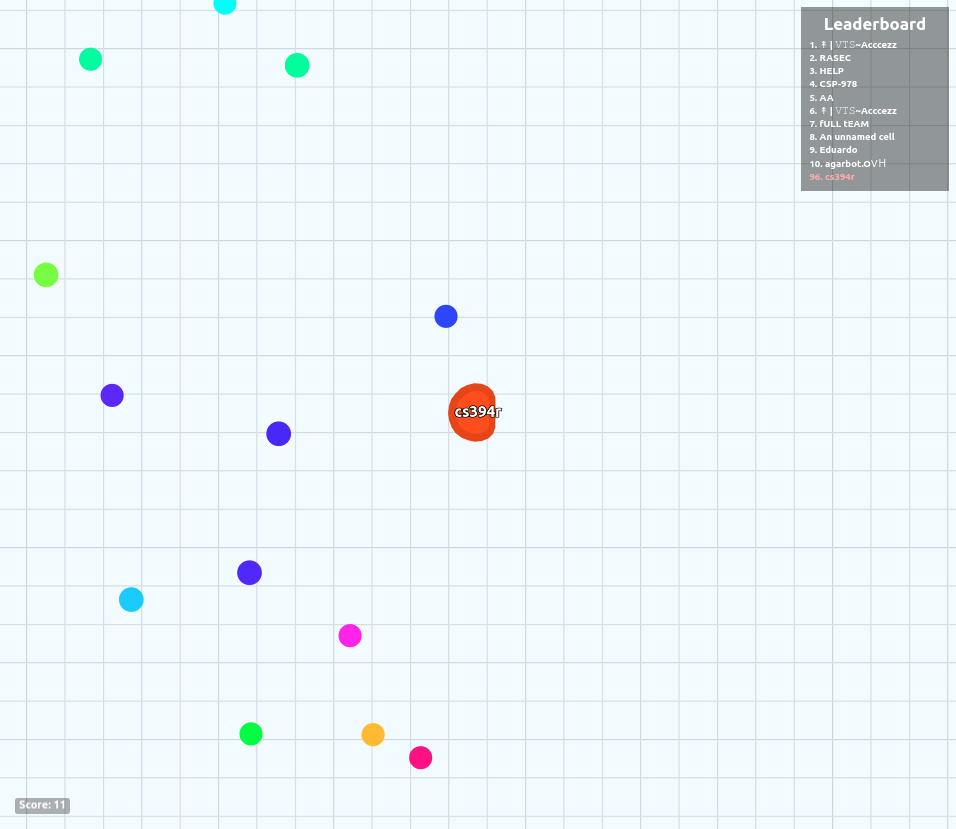 Leaderboard
1. ☨ | 𝚅𝚃𝚂~Acccezz
2. RASEC
3. HELP
4. CSP-978
5. AA
6. ☨ | 𝚅𝚃𝚂~Acccezz
7. fULL tEAM
8. An unnamed cell
9. Eduardo
10. agarbot.OVH
96. cs394r
cs394r
Score: 11